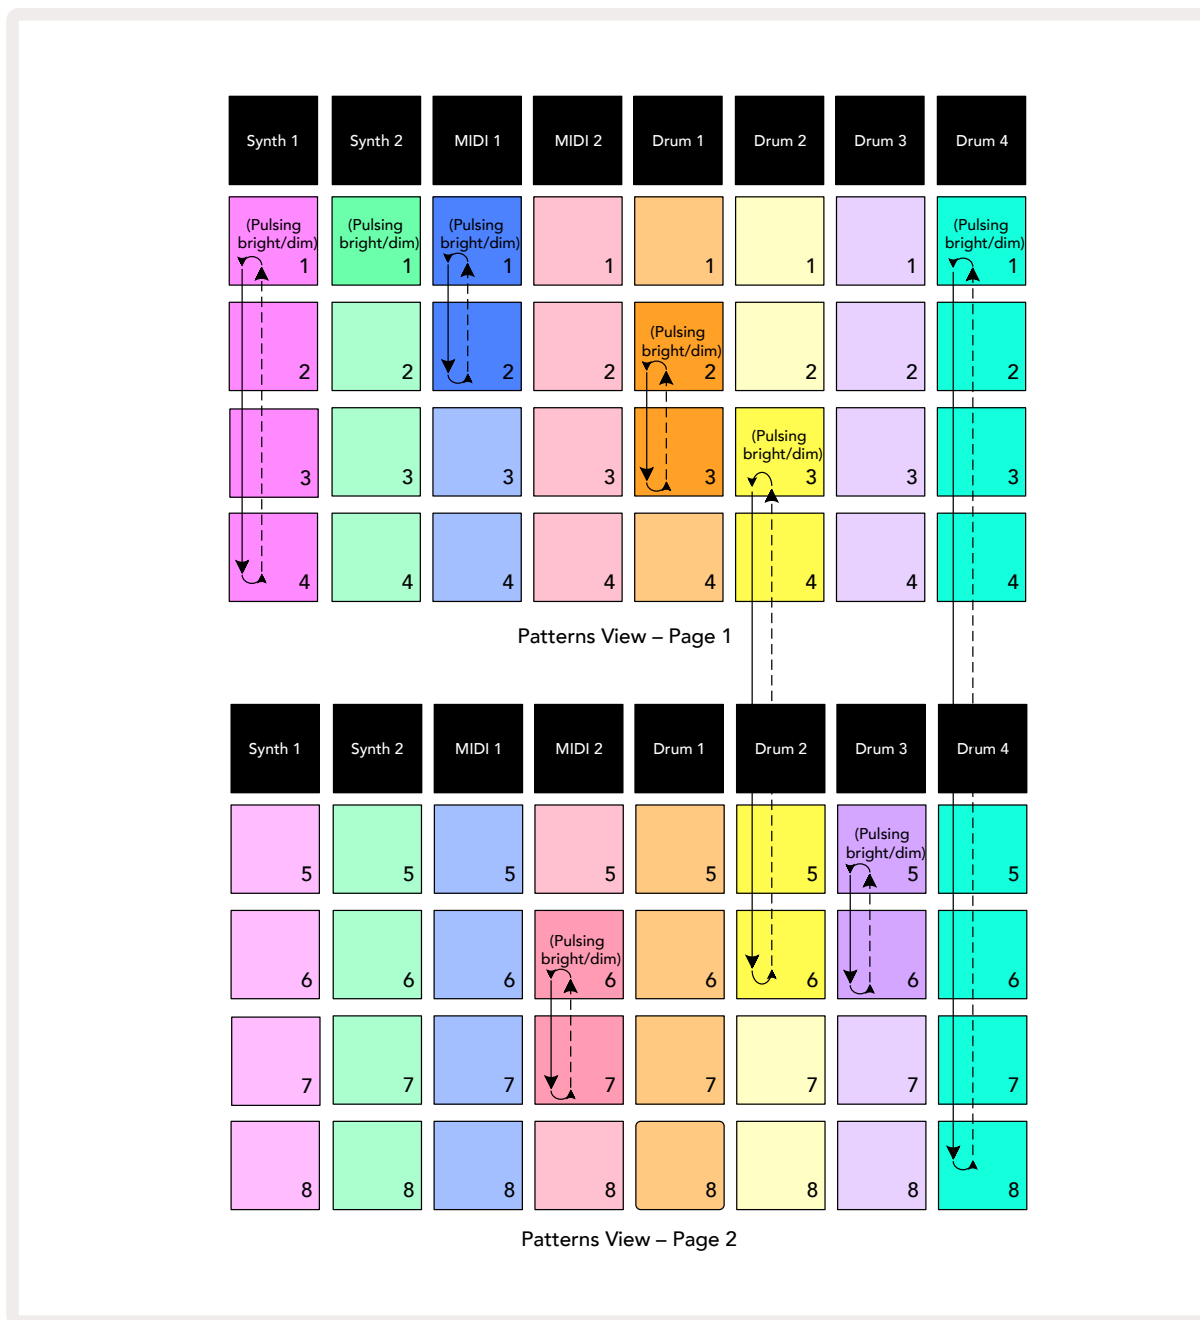 Synth 1 Synth 2 MIDI 1 MIDI 2 Drum 1 Drum 2 Drum 3 Drum 4
(Pulsing (Pulsing (Pulsing (Pulsing
bright/dim) bright/dim) bright/dim) bright/dim)
1 1 1 1 1 1 1 1
(Pulsing
bright/dim)
2 2 2 2 2 2 2 2
(Pulsing
bright/dim)
3 3 3 3 3 3 3 3
4 4 4 4 4 4 4 4
Patterns View – Page 1
Synth 1 Synth 2 MIDI 1 MIDI 2 Drum 1 Drum 2 Drum 3 Drum 4
(Pulsing
bright/dim)
5 5 5 5 5 5 5 5
(Pulsing
bright/dim)
6 6 6 6 6 6 6 6
7 7 7 7 7 7 7 7
8 8 8 8 8 8 8 8
Patterns View – Page 2